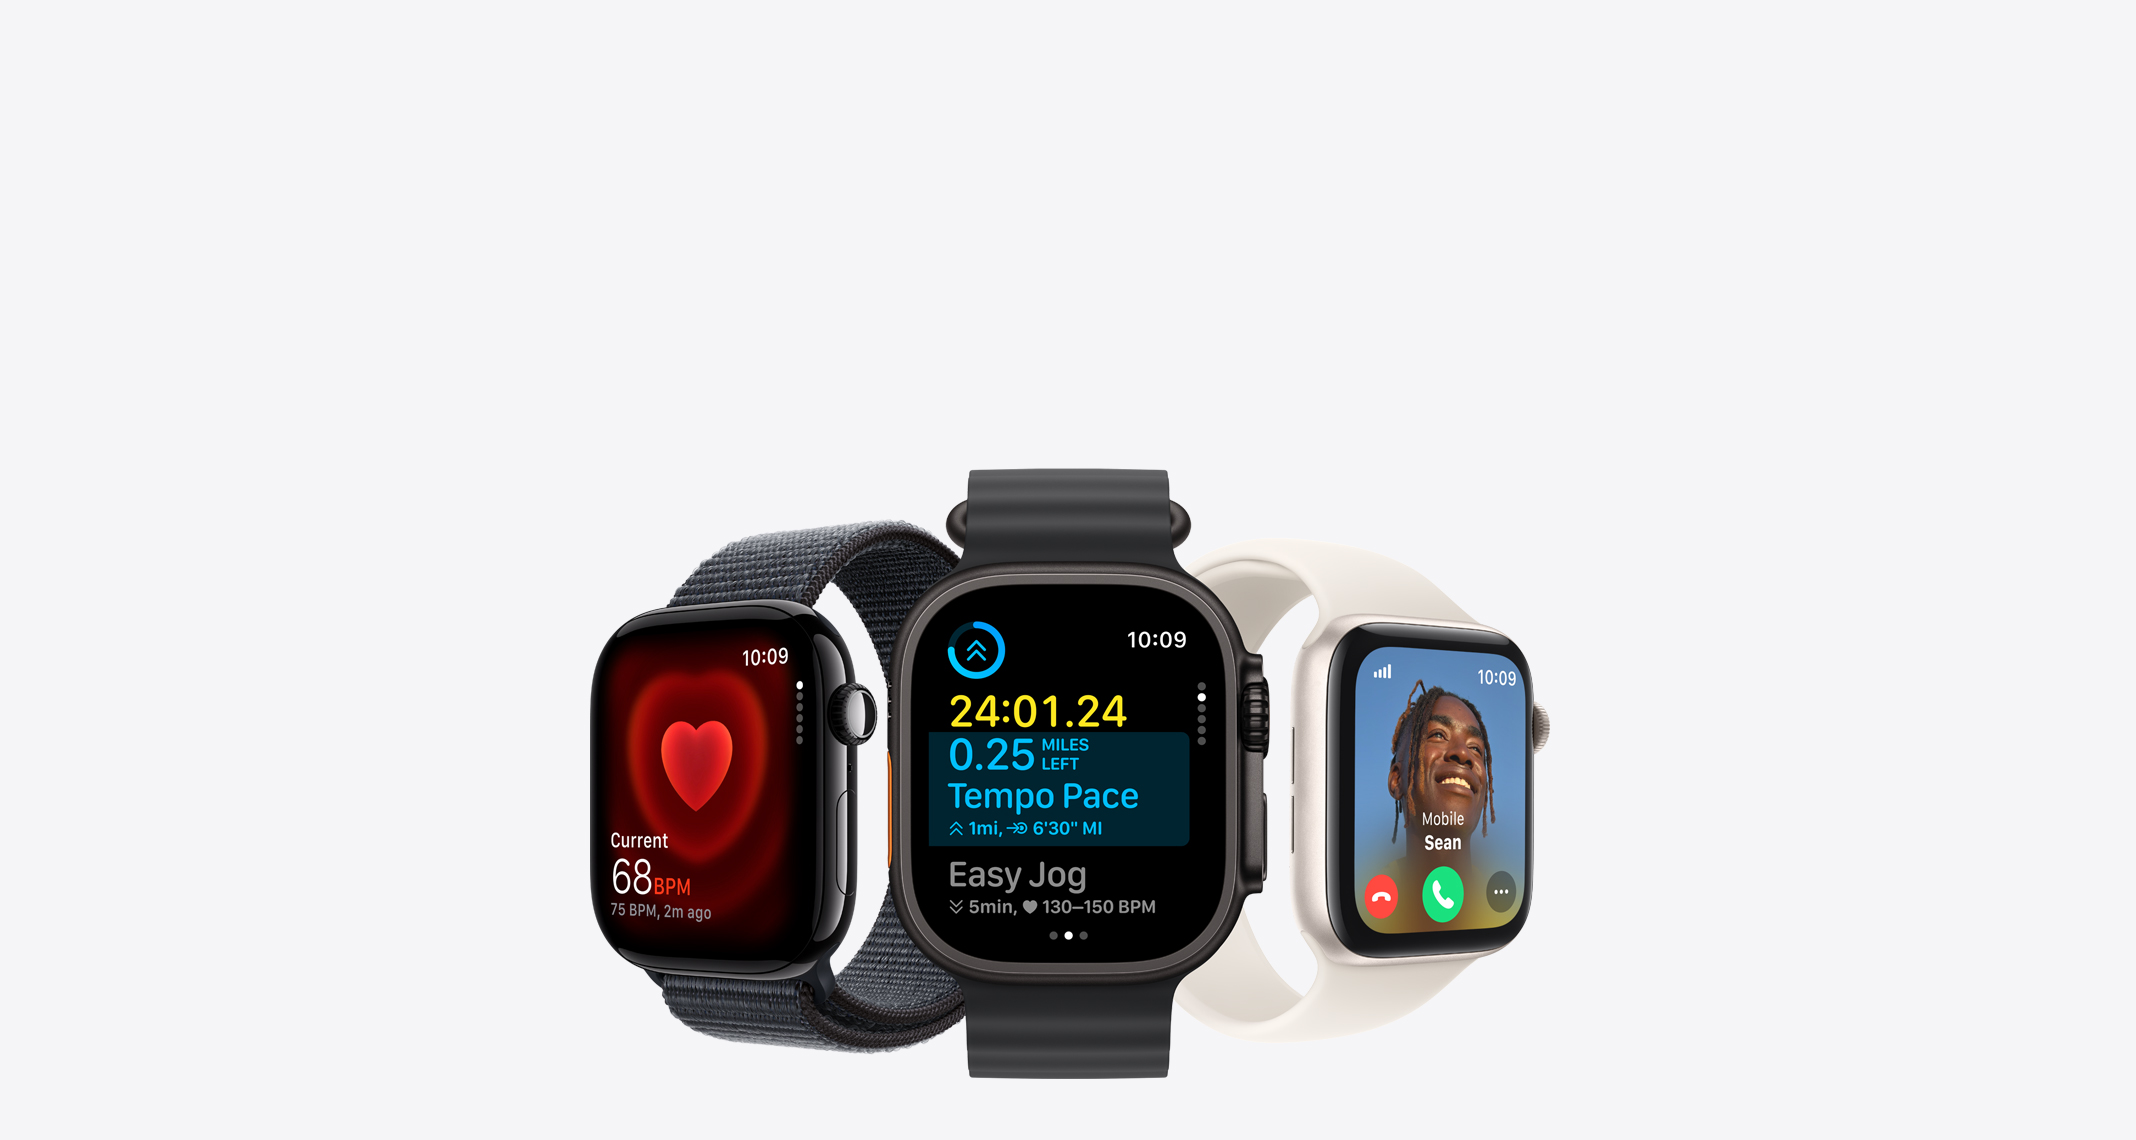 10:09
Current
68BPM
75 BPM, 2m ago
10:09
24:01.24
0.25 MILES LEFT
Tempo Pace
1mi, 6'30" MI
Easy Jog
5min, 130–150 BPM
10:09
Mobile
Sean